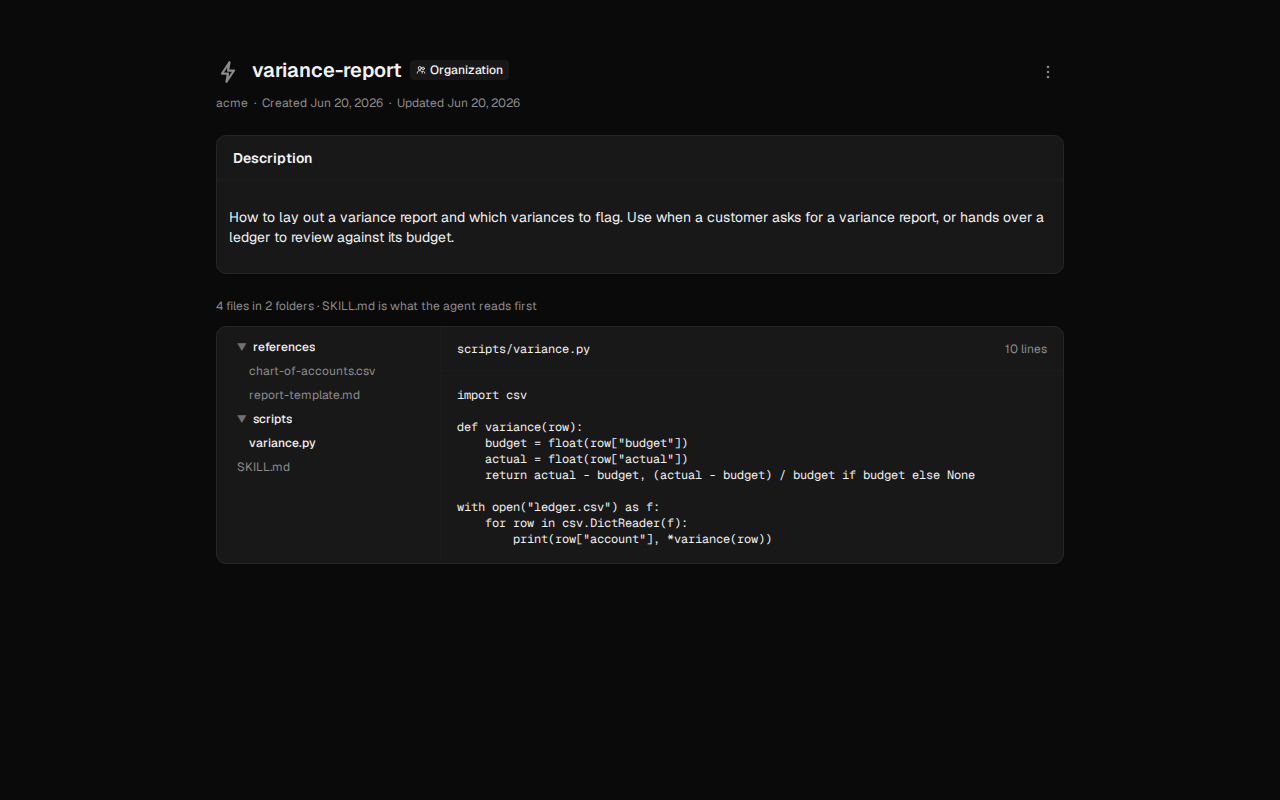 variance-report
Organization
acme · Created Jun 20, 2026 · Updated Jun 20, 2026
Description
How to lay out a variance report and which variances to flag. Use when a customer asks for a variance report, or hands over a
ledger to review against its budget.
4 files in 2 folders · SKILL.md is what the agent reads first
references
chart-of-accounts.csv
report-template.md
scripts
variance.py
SKILL.md
scripts/variance.py
10 lines
import csv

def variance(row):
    budget = float(row["budget"])
    actual = float(row["actual"])
    return actual - budget, (actual - budget) / budget if budget else None

with open("ledger.csv") as f:
    for row in csv.DictReader(f):
        print(row["account"], *variance(row))